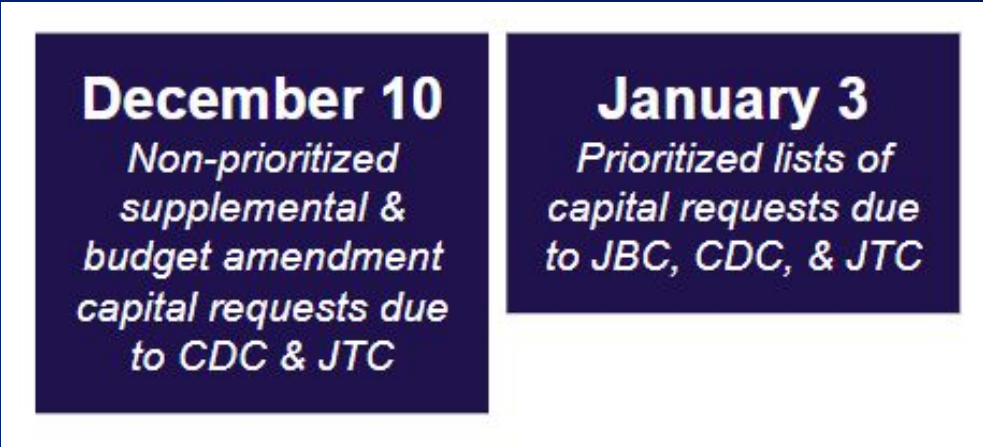 December 10
Non-prioritized
supplemental &
budget amendment
capital requests due
to CDC & JTC
January 3
Prioritized lists of
capital requests due
to JBC, CDC, & JTC